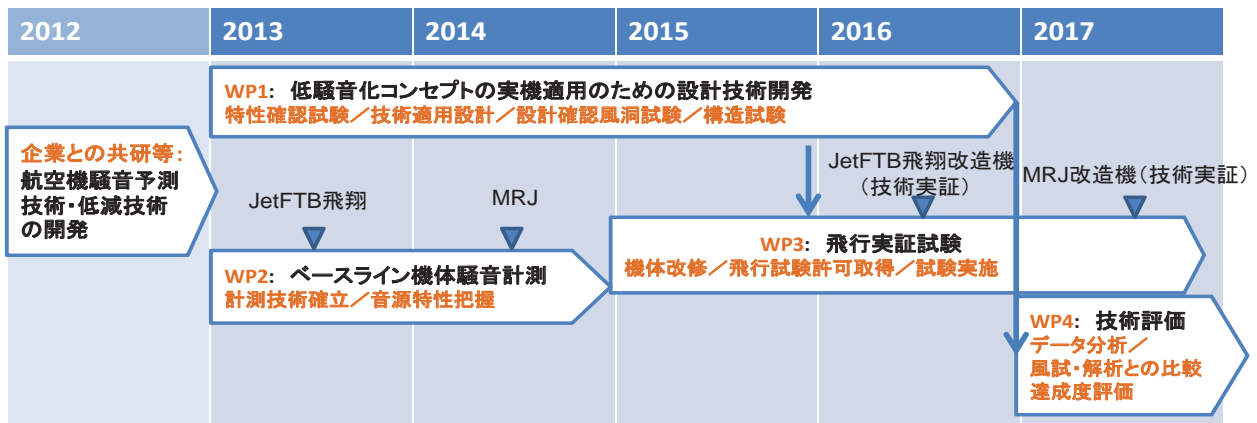 2012 2013 2014 2015 2016 2017
WP1: 低騒音化コンセプトの実機適用のための設計技術開発
特性確認試験／技術適用設計／設計確認風洞試験／構造試験
企業との共研等:
航空機騒音予測
技術・低減技術
の開発
JetFTB飛翔
MRJ
JetFTB飛翔改造機
（技術実証）
MRJ改造機（技術実証）
WP2: ベースライン機体騒音計測
計測技術確立／音源特性把握
WP3: 飛行実証試験
機体改修／飛行試験許可取得／試験実施
WP4: 技術評価
データ分析／
風試・解析との比較
達成度評価